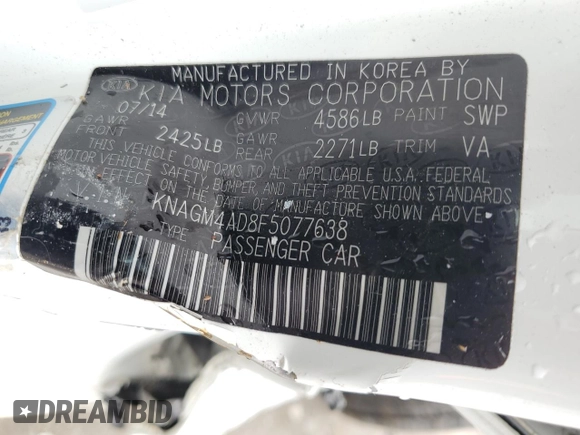 MANUFACTURED IN KOREA BY
KIA KIA MOTORS CORPORATION
07/14 GVWR 4586LB PAINT SWP
GAWR FRONT 2425LB GAWR REAR 2271LB TRIM VA
THIS VEHICLE CONFORMS TO ALL APPLICABLE U.S.A. FEDERAL
MOTOR VEHICLE SAFETY, BUMPER, AND THEFT PREVENTION
STANDARDS IN EFFECT ON THE DATE OF MANUFACTURE
SHOWN ABOVE.
V.I.N: KNAGM4AD8F5077638
TYPE: PASSENGER CAR
DREAMBID